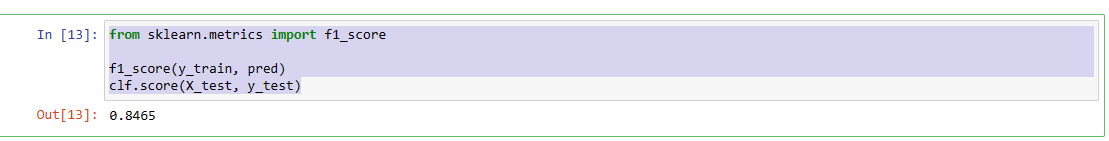 In [13]: from sklearn.metrics import f1_score
f1_score(y_train, pred)
clf.score(X_test, y_test)
Out[13]: 0.8465